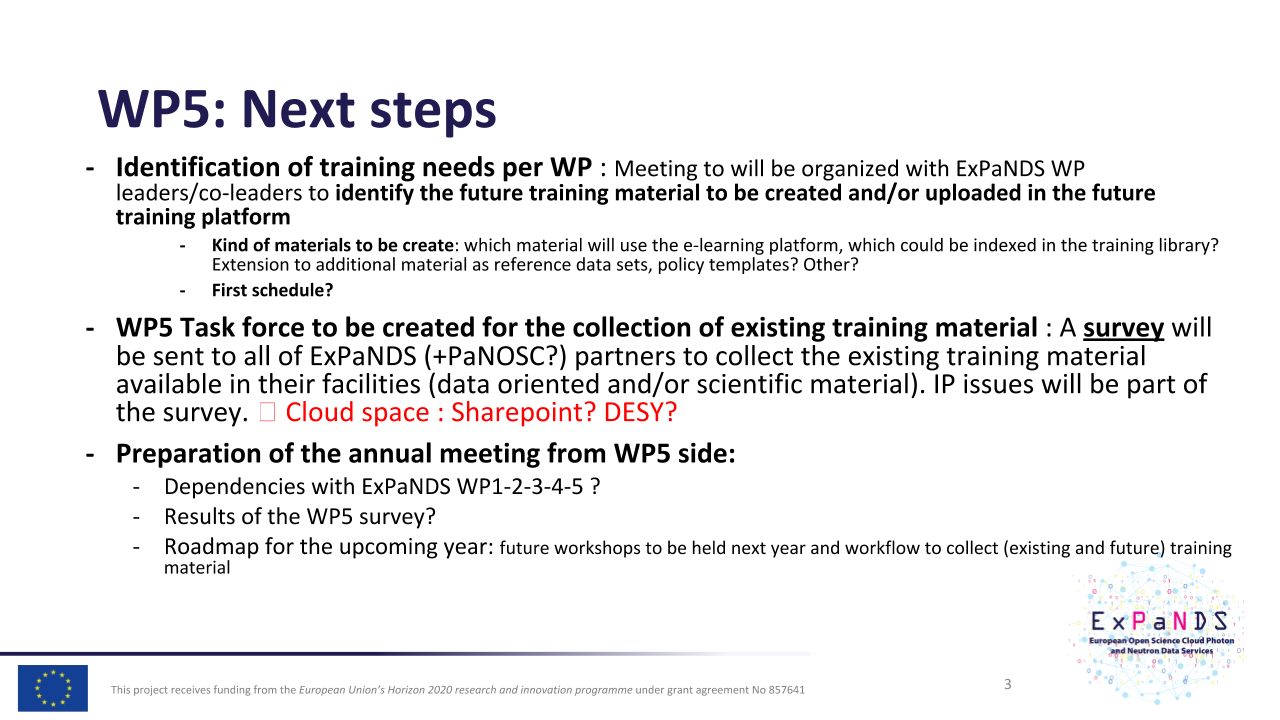 WP5: Next steps
- Identification of training needs per WP : Meeting to will be organized with ExPaNDS WP
leaders/co-leaders to identify the future training material to be created and/or uploaded in the future
training platform
- Kind of materials to be create: which material will use the e-learning platform, which could be indexed in the training library?
Extension to additional material as reference data sets, policy templates? Other?
- First schedule?
- WP5 Task force to be created for the collection of existing training material : A survey will
be sent to all of ExPaNDS (+PaNOSC?) partners to collect the existing training material
available in their facilities (data oriented and/or scientific material). IP issues will be part of
the survey. Cloud space : Sharepoint? DESY?
- Preparation of the annual meeting from WP5 side:
- Dependencies with ExPaNDS WP1-2-3-4-5 ?
- Results of the WP5 survey?
- Roadmap for the upcoming year: future workshops to be held next year and workflow to collect (existing and future) training
material
ExPaNDS
European Open Science Cloud Photon
and Neutron Data Services
This project receives funding from the European Union's Horizon 2020 research and innovation programme under grant agreement No 857641
3